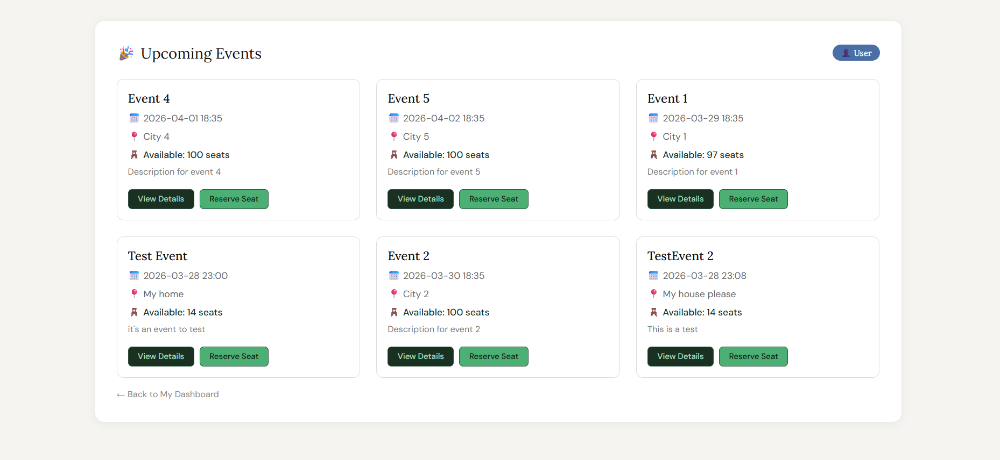 🎉 Upcoming Events
👤 User
Event 4
📅 2026-04-01 18:35
📍 City 4
Available: 100 seats
Description for event 4
View Details
Reserve Seat
Event 5
📅 2026-04-02 18:35
📍 City 5
Available: 100 seats
Description for event 5
View Details
Reserve Seat
Event 1
📅 2026-03-29 18:35
📍 City 1
Available: 97 seats
Description for event 1
View Details
Reserve Seat
Test Event
📅 2026-03-28 23:00
📍 My home
Available: 14 seats
it's an event to test
View Details
Reserve Seat
Event 2
📅 2026-03-30 18:35
📍 City 2
Available: 100 seats
Description for event 2
View Details
Reserve Seat
TestEvent 2
📅 2026-03-28 23:08
📍 My house please
Available: 14 seats
This is a test
View Details
Reserve Seat
← Back to My Dashboard